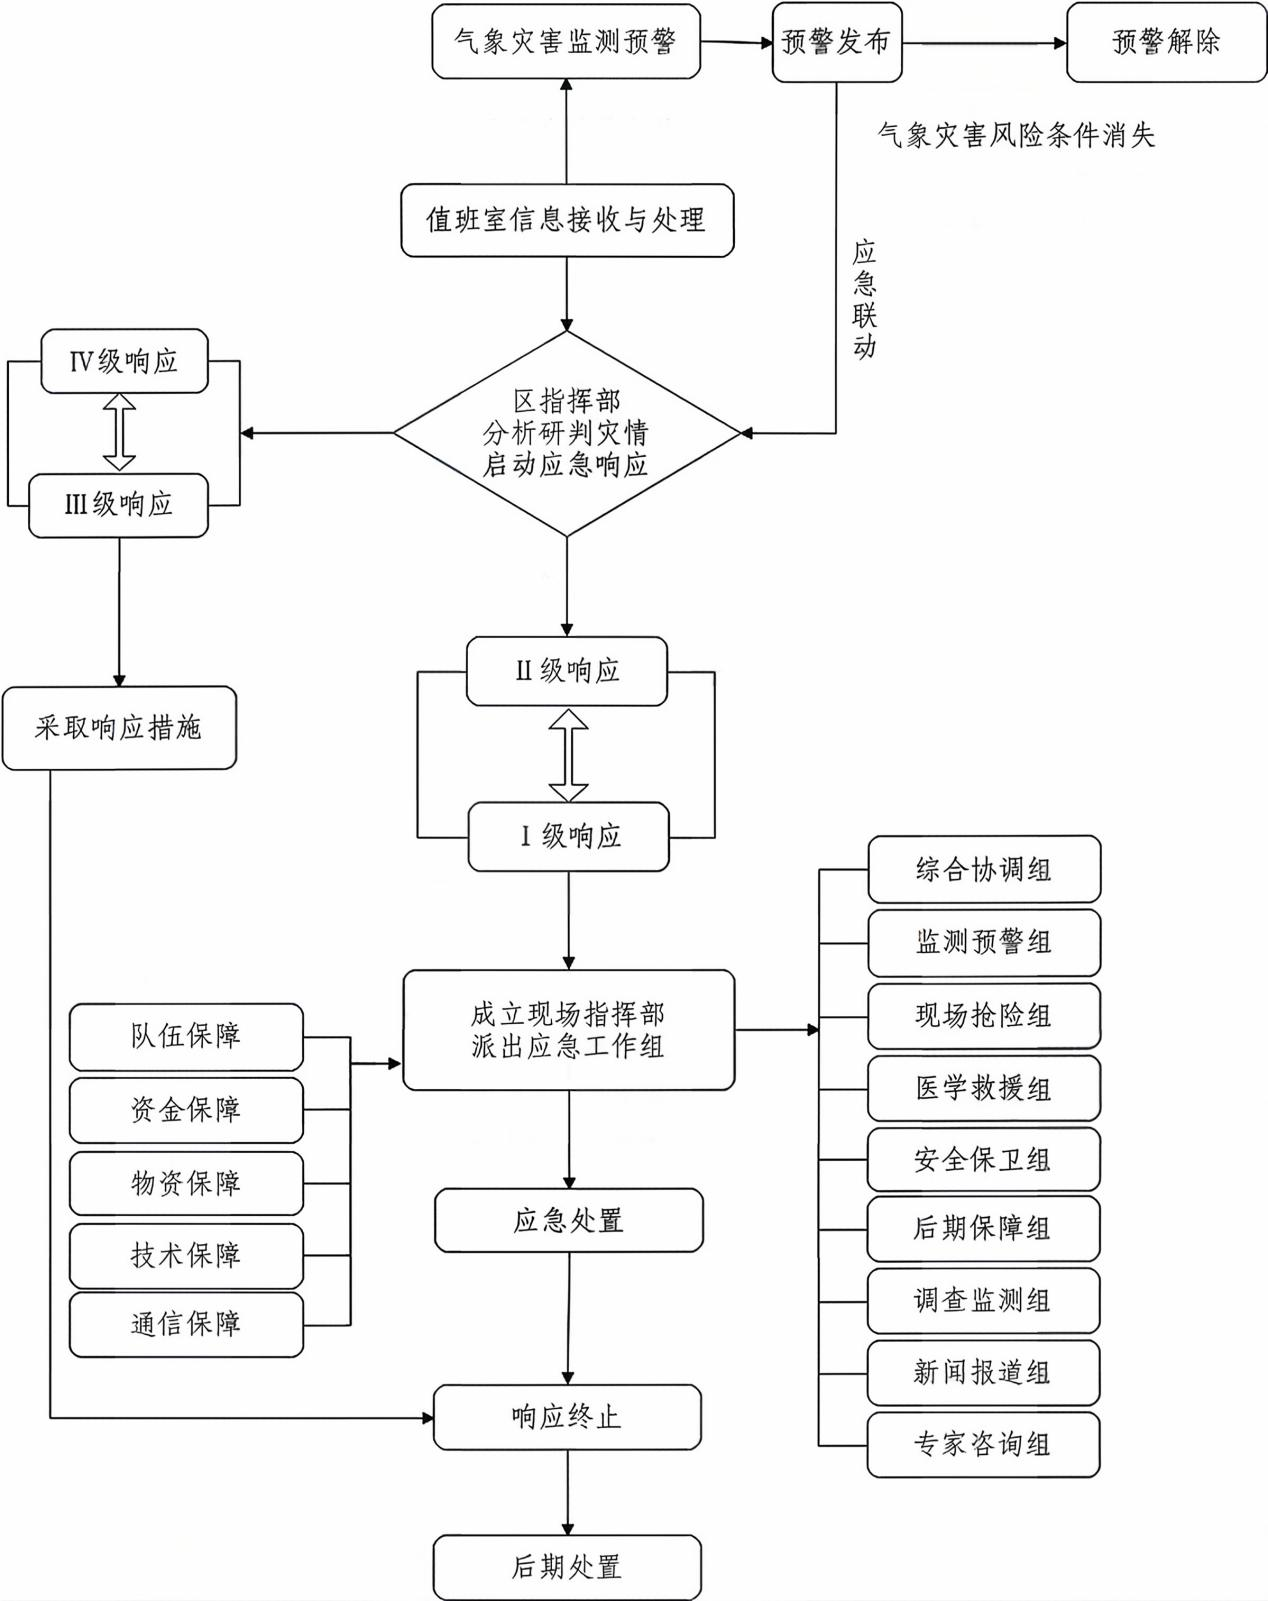 气象灾害监测预警
预警发布
预警解除
气象灾害风险条件消失
值班室信息接收与处理
应急联动
Ⅳ级响应
区指挥部
分析研判灾情
启动应急响应
Ⅲ级响应
Ⅱ级响应
采取响应措施
Ⅰ级响应
综合协调组
监测预警组
成立现场指挥部
派出应急工作组
现场抢险组
队伍保障
医学救援组
资金保障
安全保卫组
物资保障
应急处置
后期保障组
技术保障
调查监测组
通信保障
新闻报道组
响应终止
专家咨询组
后期处置